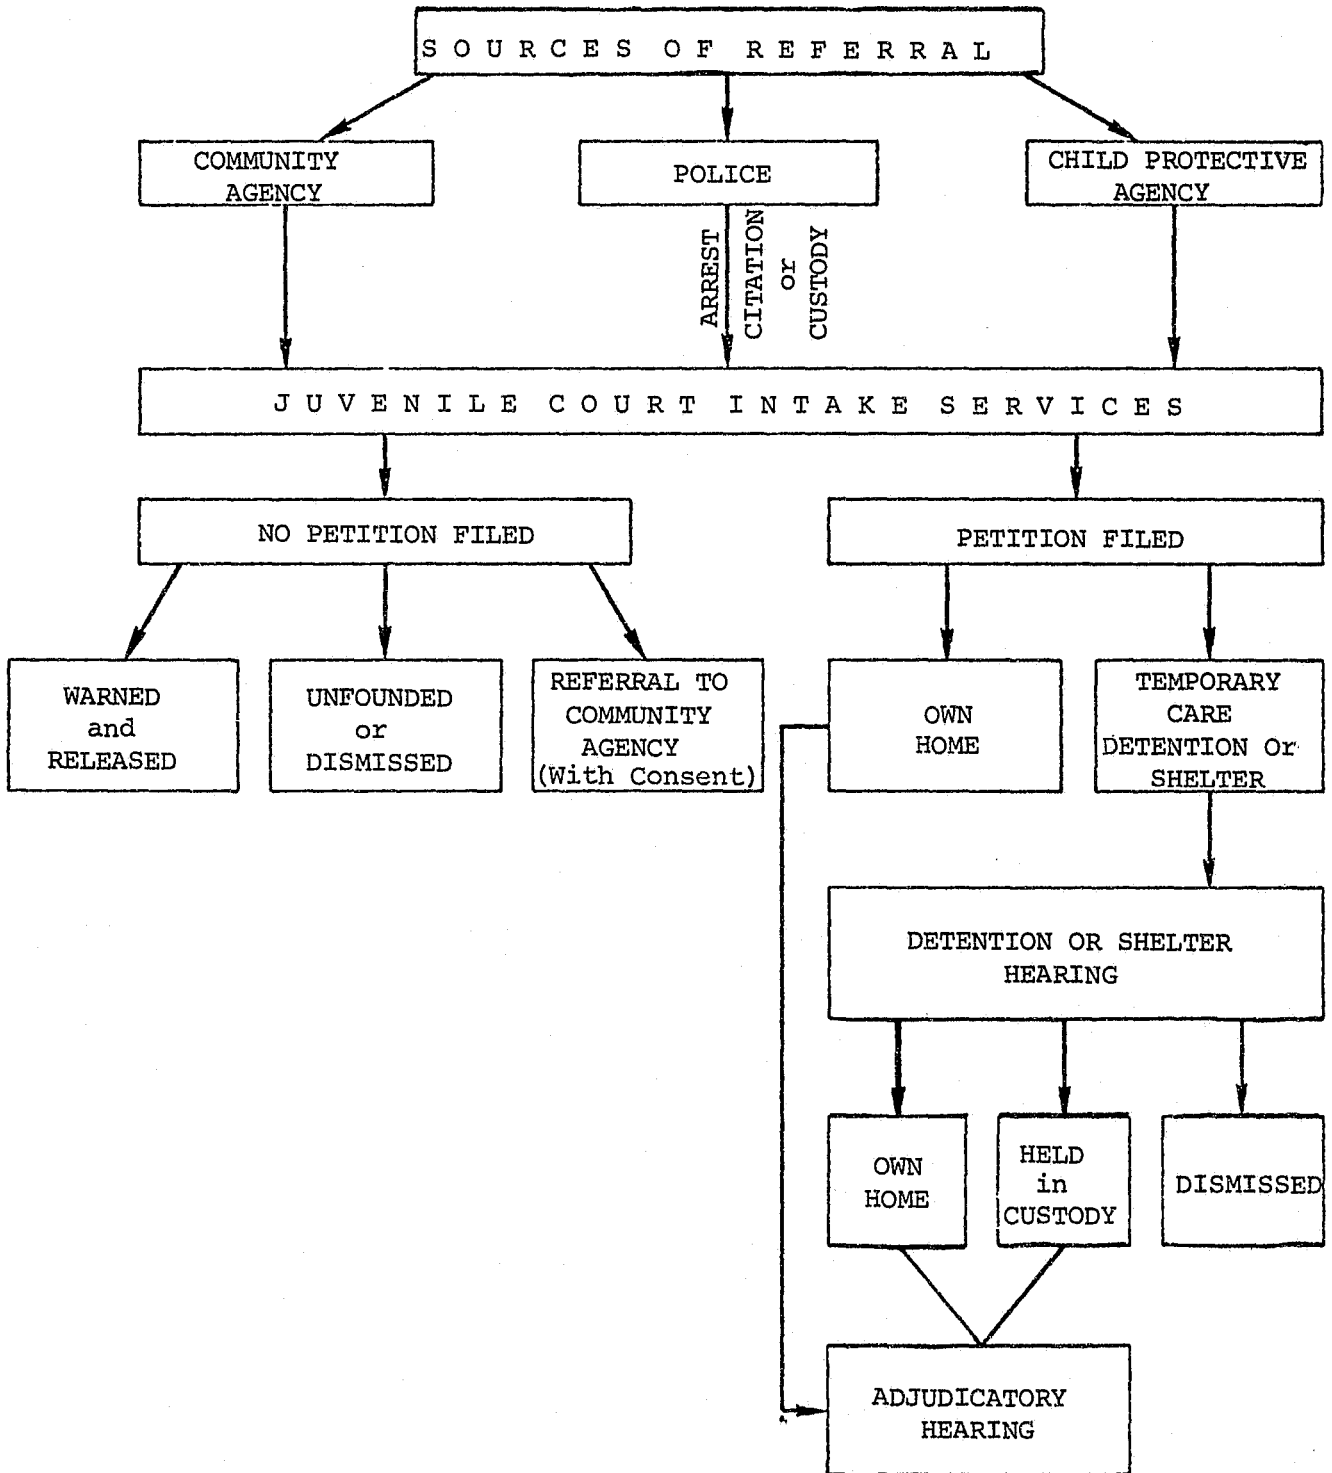 SOURCES OF REFERRAL
COMMUNITY
AGENCY
POLICE
CHILD PROTECTIVE
AGENCY
ARREST
CITATION
or
CUSTODY
JUVENILE COURT INTAKE SERVICES
NO PETITION FILED
PETITION FILED
WARNED
and
RELEASED
UNFOUNDED
or
DISMISSED
REFERRAL TO
COMMUNITY
AGENCY
(With Consent)
OWN
HOME
TEMPORARY
CARE
DETENTION Or
SHELTER
DETENTION OR SHELTER
HEARING
OWN
HOME
HELD
in
CUSTODY
DISMISSED
ADJUDICATORY
HEARING